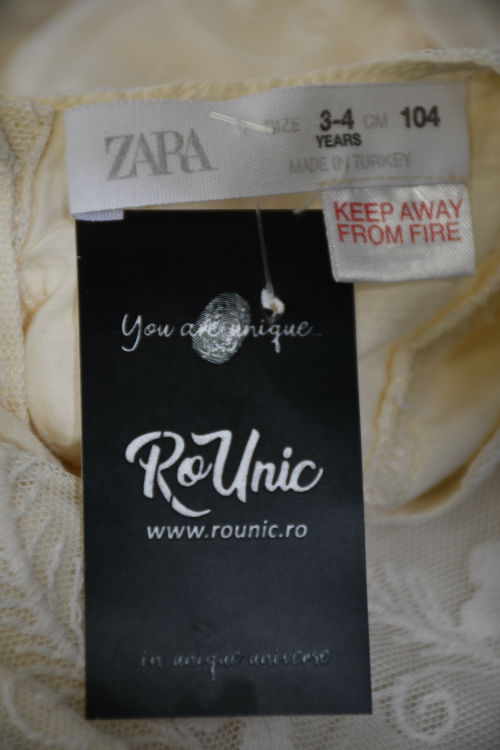 ZARA
SIZE 3-4 CM 104
YEARS
MADE IN TURKEY
KEEP AWAY
FROM FIRE
You are unique...
RoUnic
www.rounic.ro
in unique universe